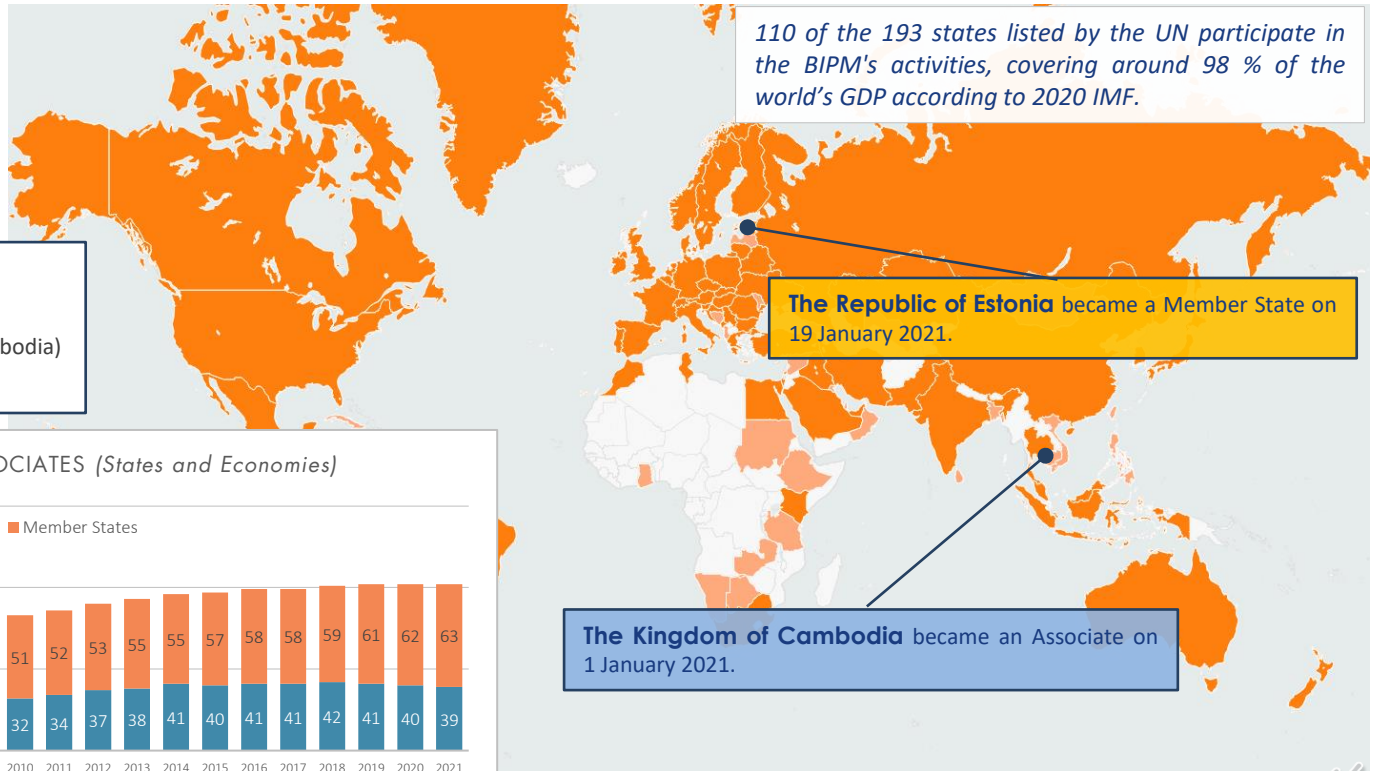 110 of the 193 states listed by the UN participate in
the BIPM's activities, covering around 98 % of the
world's GDP according to 2020 IMF.
The Republic of Estonia became a Member State on
19 January 2021.
bodia)
OCIATES (States and Economies)
Member States
51 52 53 55 55 57 58 58 59 61 62 63
32 34 37 38 41 40 41 41 42 41 40 39
2010 2011 2012 2013 2014 2015 2016 2017 2018 2019 2020 2021
The Kingdom of Cambodia became an Associate on
1 January 2021.